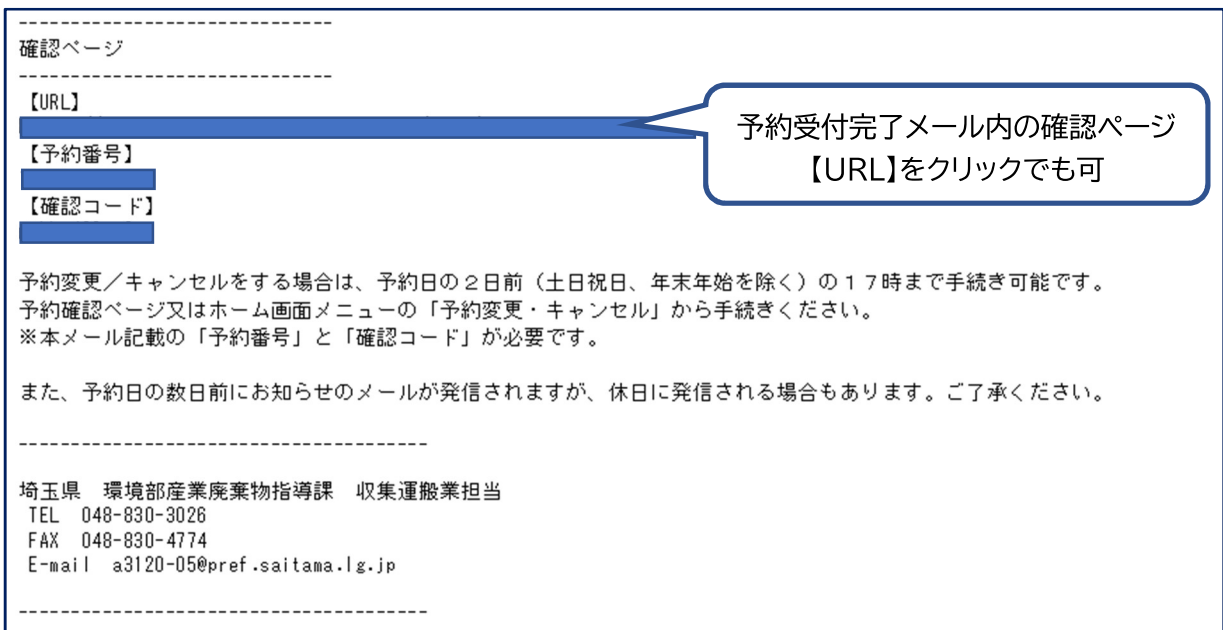 ------------------------------
確認ページ
------------------------------
【URL】
予約受付完了メール内の確認ページ
【URL】をクリックでも可
【予約番号】
【確認コード】
予約変更／キャンセルをする場合は、予約日の２日前（土日祝日、年末年始を除く）の１７時まで手続き可能です。
予約確認ページ又はホーム画面メニューの「予約変更・キャンセル」から手続きください。
※本メール記載の「予約番号」と「確認コード」が必要です。
また、予約日の数日前にお知らせのメールが発信されますが、休日に発信される場合もあります。ご了承ください。
---------------------------------------
埼玉県　環境部産業廃棄物指導課　収集運搬業担当
TEL　048-830-3026
FAX　048-830-4774
E-mail　a3120-05@pref.saitama.lg.jp
---------------------------------------